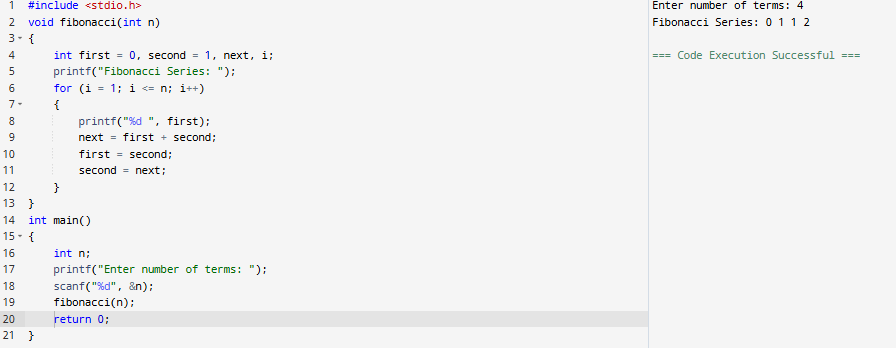 1 #include <stdio.h>
2 void fibonacci(int n)
3 {
4     int first = 0, second = 1, next, i;
5     printf("Fibonacci Series: ");
6     for (i = 1; i <= n; i++)
7     {
8         printf("%d ", first);
9         next = first + second;
10         first = second;
11         second = next;
12     }
13 }
14 int main()
15 {
16     int n;
17     printf("Enter number of terms: ");
18     scanf("%d", &n);
19     fibonacci(n);
20     return 0;
21 }
Enter number of terms: 4
Fibonacci Series: 0 1 1 2
=== Code Execution Successful ===